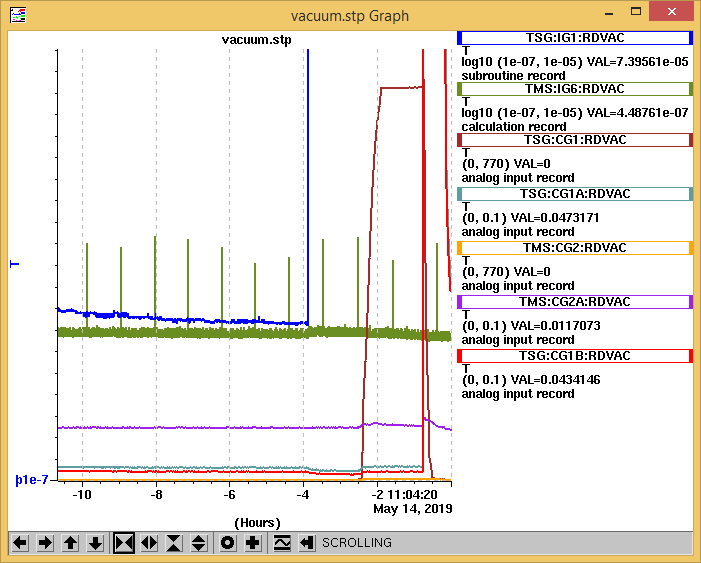 vacuum.stp Graph
vacuum.stp
T
þ1e-7
-10
-8
-6
-4
-2 11:04:20
May 14, 2019
(Hours)
TSG:IG1:RDVAC
T
log10 (1e-07, 1e-05) VAL=7.39561e-05
subroutine record
TMS:IG6:RDVAC
T
log10 (1e-07, 1e-05) VAL=4.48761e-07
calculation record
TSG:CG1:RDVAC
T
(0, 770) VAL=0
analog input record
TSG:CG1A:RDVAC
T
(0, 0.1) VAL=0.0473171
analog input record
TMS:CG2:RDVAC
T
(0, 770) VAL=0
analog input record
TMS:CG2A:RDVAC
T
(0, 0.1) VAL=0.0117073
analog input record
TSG:CG1B:RDVAC
T
(0, 0.1) VAL=0.0434146
analog input record
SCROLLING